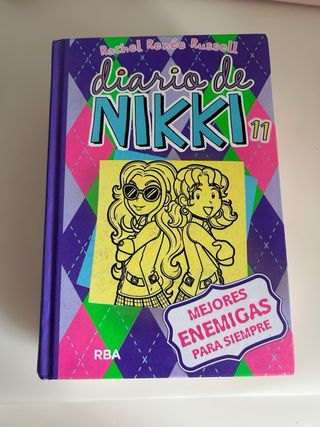 Rachel Renée Russell
diario de
NIKKI 11
MEJORES
ENEMIGAS
PARA SIEMPRE
RBA